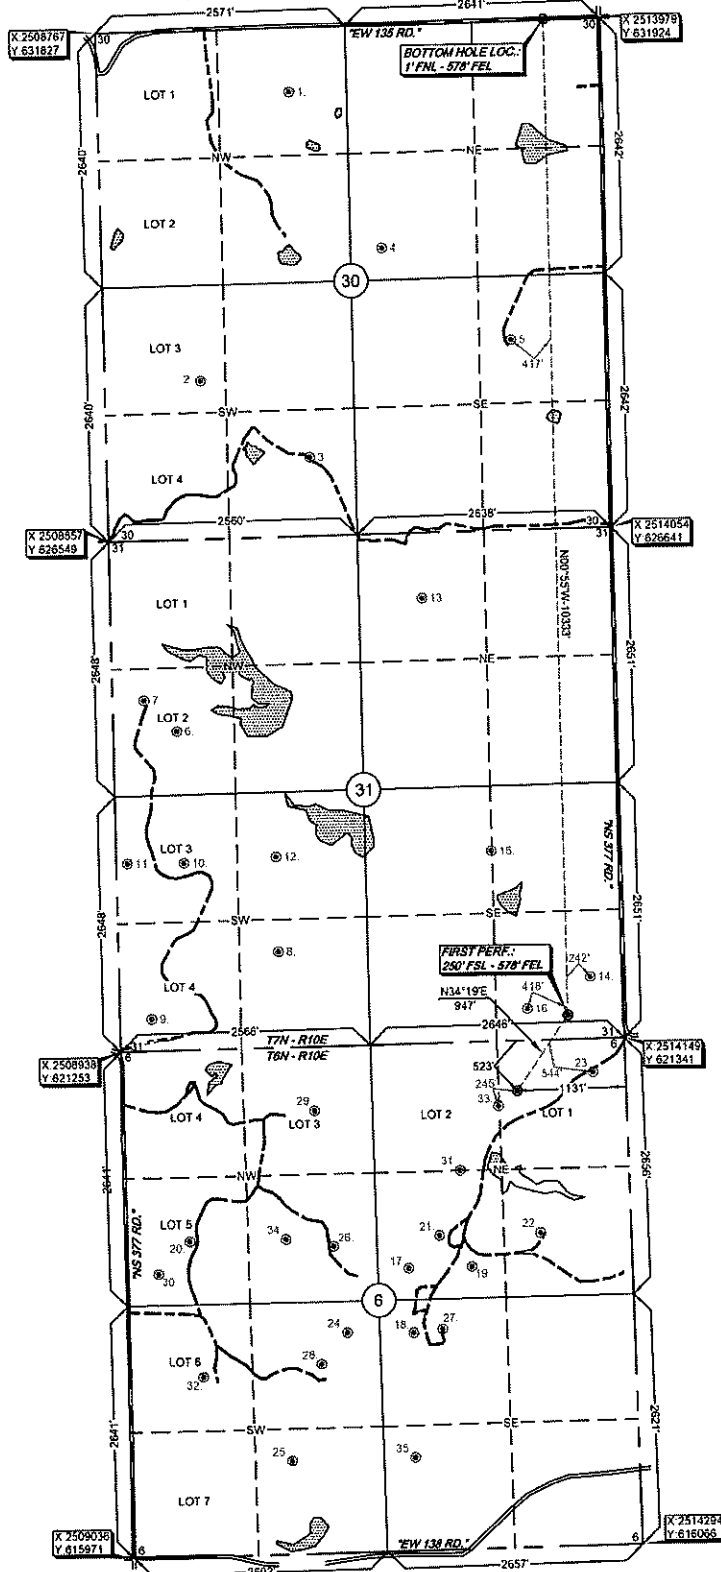 2571'
2641'
X 2508767
Y 631827
30
"EW 135 RD."
30
X 2513979
Y 631924
BOTTOM HOLE LOC.:
1' FNL - 578' FEL
LOT 1
1.
2640'
NW
NE
2642'
LOT 2
4
30
LOT 3
5
417'
2
2640'
SW
SE
2642'
3
LOT 4
2560'
2638'
30
30
X 2508857
Y 626549
31
31
X 2514054
Y 626641
N00°55'W-10333'
LOT 1
13
2648'
NW
NE
2651'
7
LOT 2
6.
31
"NS 377 RD."
LOT 3
11
10.
12.
15.
2648'
SW
SE
2651'
8.
FIRST PERF.:
250' FSL - 578' FEL
242'
14.
LOT 4
N34°19'E
947'
418'
16
9.
2566'
T7N - R10E
2646'
31
31
T6N - R10E
6
6
X 2508938
Y 621253
X 2514149
Y 621341
523'
544
23
245'
1131'
33.
LOT 4
29
LOT 3
LOT 2
LOT 1
31
2641'
NW
NE
2656'
LOT 5
20.
34
26.
21.
22
"NS 377 RD."
30
17
19
6
24
18.
27.
LOT 6
28.
32.
2641'
SW
SE
2621'
25
35
LOT 7
X 2509036
Y 615971
6
"EW 138 RD."
6
X 2514294
Y 616066
2657'